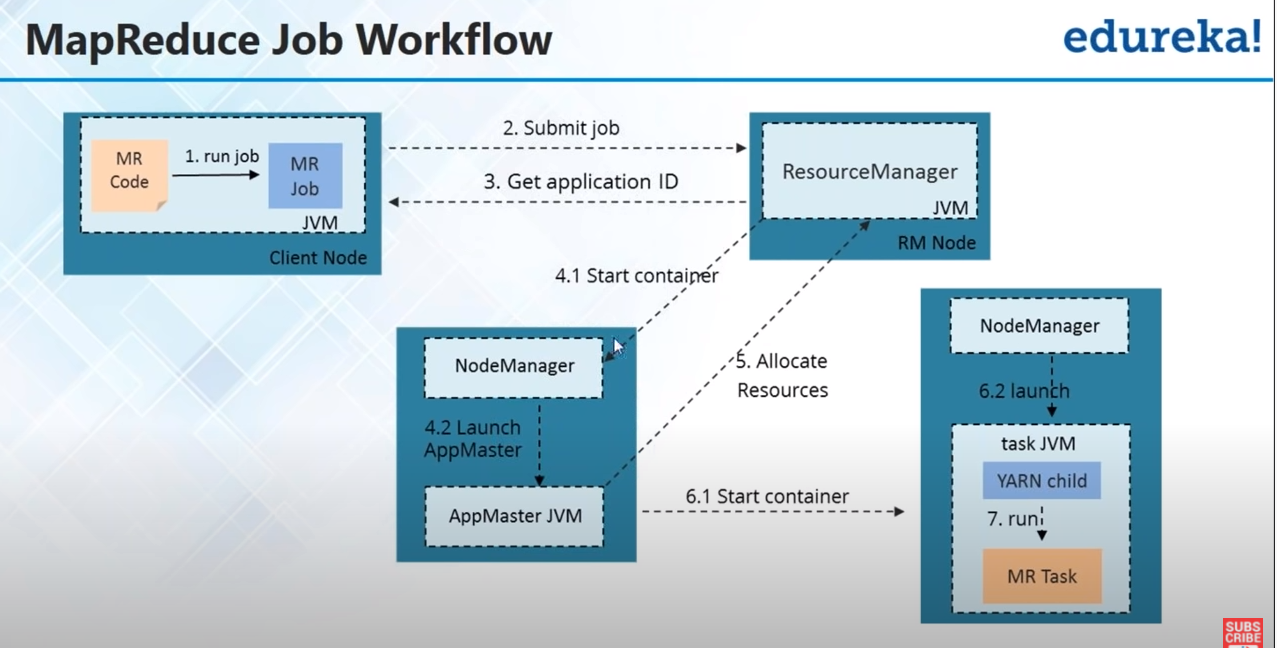 MapReduce Job Workflow
edureka!
MR
Code
1. run job
MR
Job
JVM
Client Node
2. Submit job
3. Get application ID
ResourceManager
JVM
RM Node
4.1 Start container
NodeManager
4.2 Launch
AppMaster
AppMaster JVM
5. Allocate
Resources
6.1 Start container
NodeManager
6.2 launch
task JVM
YARN child
7. run
MR Task
SUBS
CRIBE